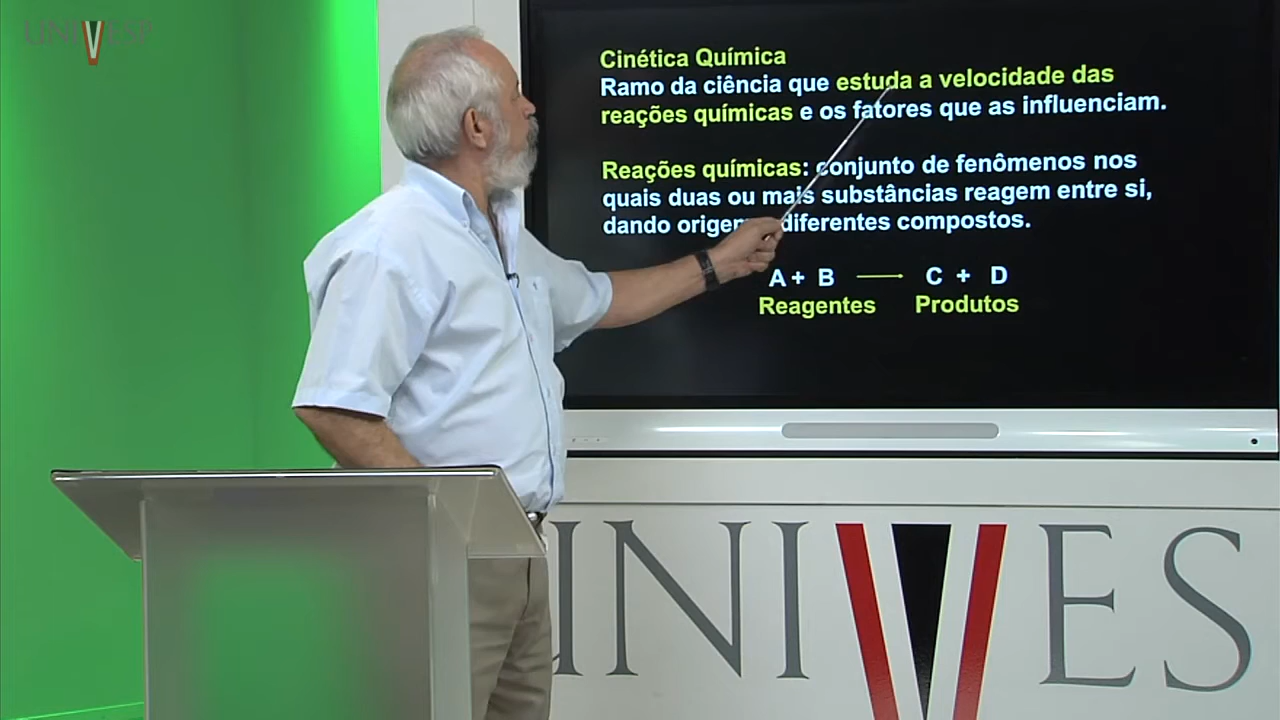 UNIVESP
Cinética Química
Ramo da ciência que estuda a velocidade das
reações químicas e os fatores que as influenciam.
Reações químicas: conjunto de fenômenos nos
quais duas ou mais substâncias reagem entre si,
dando origem diferentes compostos.
A + B → C + D
Reagentes Produtos
UNIVES